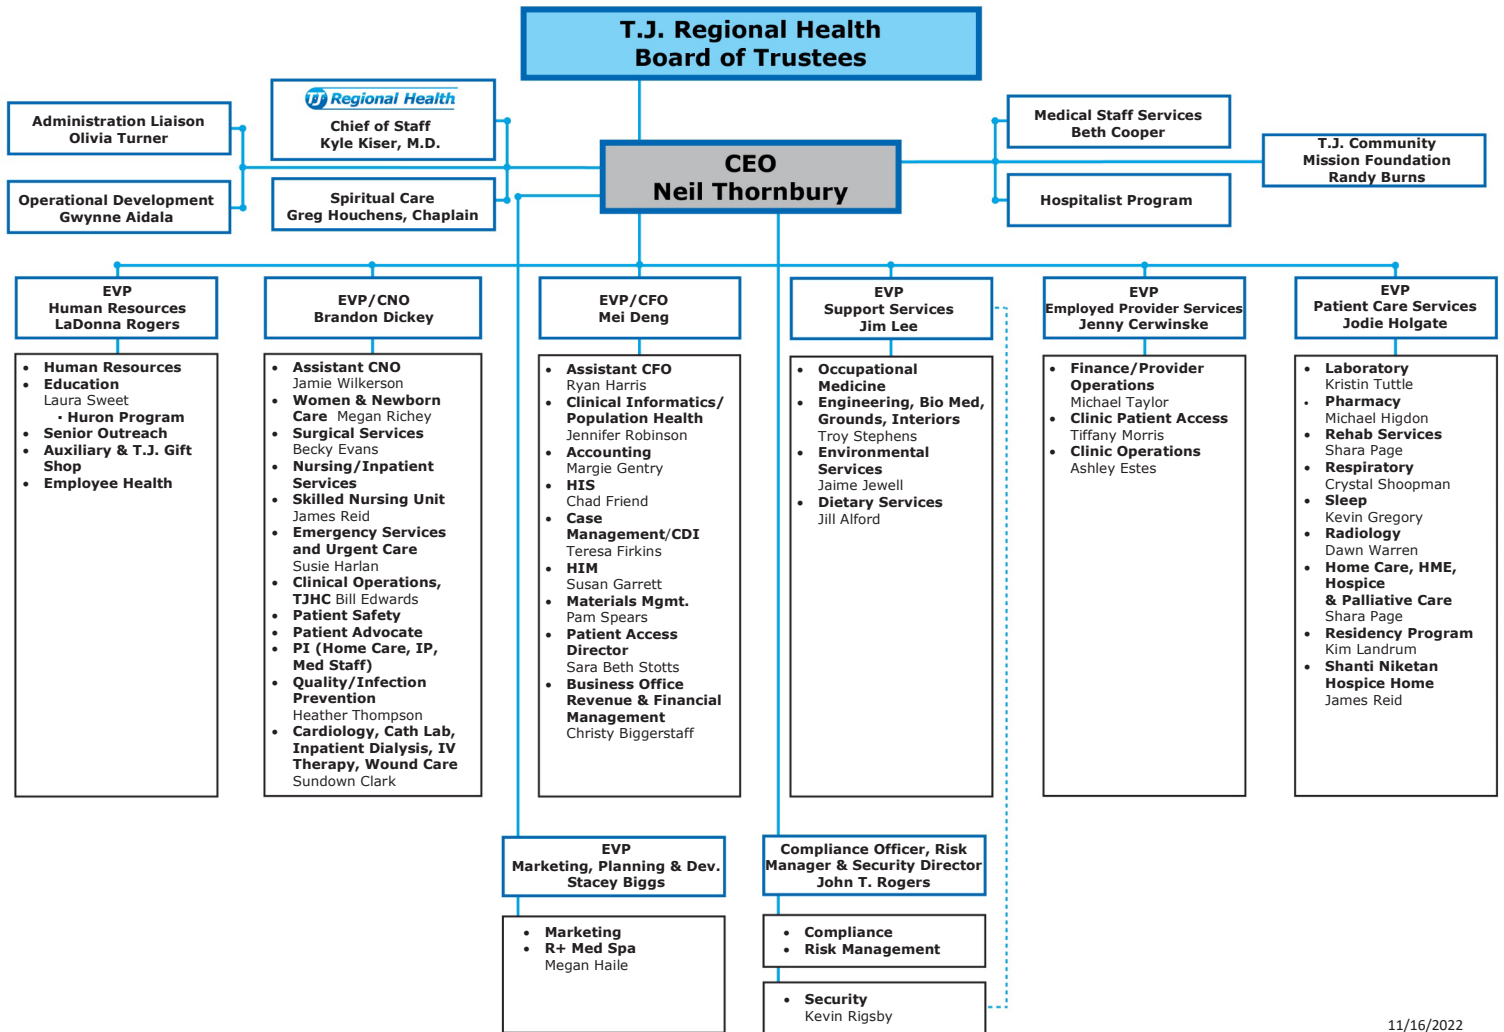 T.J. Regional Health
Board of Trustees
Administration Liaison
Olivia Turner
TJ Regional Health
Chief of Staff
Kyle Kiser, M.D.
Medical Staff Services
Beth Cooper
T.J. Community
Mission Foundation
Randy Burns
CEO
Neil Thornbury
Operational Development
Gwynne Aidala
Spiritual Care
Greg Houchens, Chaplain
Hospitalist Program
EVP
Human Resources
LaDonna Rogers
• Human Resources
• Education
Laura Sweet
▪ Huron Program
• Senior Outreach
• Auxiliary & T.J. Gift
Shop
• Employee Health
EVP/CNO
Brandon Dickey
• Assistant CNO
Jamie Wilkerson
• Women & Newborn
Care Megan Richey
• Surgical Services
Becky Evans
• Nursing/Inpatient
Services
• Skilled Nursing Unit
James Reid
• Emergency Services
and Urgent Care
Susie Harlan
• Clinical Operations,
TJHC Bill Edwards
• Patient Safety
• Patient Advocate
• PI (Home Care, IP,
Med Staff)
• Quality/Infection
Prevention
Heather Thompson
• Cardiology, Cath Lab,
Inpatient Dialysis, IV
Therapy, Wound Care
Sundown Clark
EVP/CFO
Mei Deng
• Assistant CFO
Ryan Harris
• Clinical Informatics/
Population Health
Jennifer Robinson
• Accounting
Margie Gentry
• HIS
Chad Friend
• Case
Management/CDI
Teresa Firkins
• HIM
Susan Garrett
• Materials Mgmt.
Pam Spears
• Patient Access
Director
Sara Beth Stotts
• Business Office
Revenue & Financial
Management
Christy Biggerstaff
EVP
Support Services
Jim Lee
• Occupational
Medicine
• Engineering, Bio Med,
Grounds, Interiors
Troy Stephens
• Environmental
Services
Jaime Jewell
• Dietary Services
Jill Alford
EVP
Employed Provider Services
Jenny Cerwinske
• Finance/Provider
Operations
Michael Taylor
• Clinic Patient Access
Tiffany Morris
• Clinic Operations
Ashley Estes
EVP
Patient Care Services
Jodie Holgate
• Laboratory
Kristin Tuttle
• Pharmacy
Michael Higdon
• Rehab Services
Shara Page
• Respiratory
Crystal Shoopman
• Sleep
Kevin Gregory
• Radiology
Dawn Warren
• Home Care, HME,
Hospice
& Palliative Care
Shara Page
• Residency Program
Kim Landrum
• Shanti Niketan
Hospice Home
James Reid
EVP
Marketing, Planning & Dev.
Stacey Biggs
• Marketing
• R+ Med Spa
Megan Haile
Compliance Officer, Risk
Manager & Security Director
John T. Rogers
• Compliance
• Risk Management
• Security
Kevin Rigsby
11/16/2022